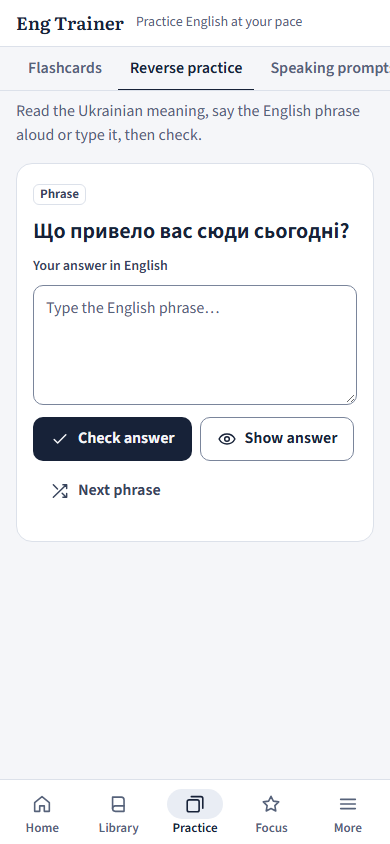 Eng Trainer
Practice English at your pace
Flashcards
Reverse practice
Speaking prompts
Read the Ukrainian meaning, say the English phrase
aloud or type it, then check.
Phrase
Що привело вас сюди сьогодні?
Your answer in English
Type the English phrase…
Check answer
Show answer
Next phrase
Home
Library
Practice
Focus
More